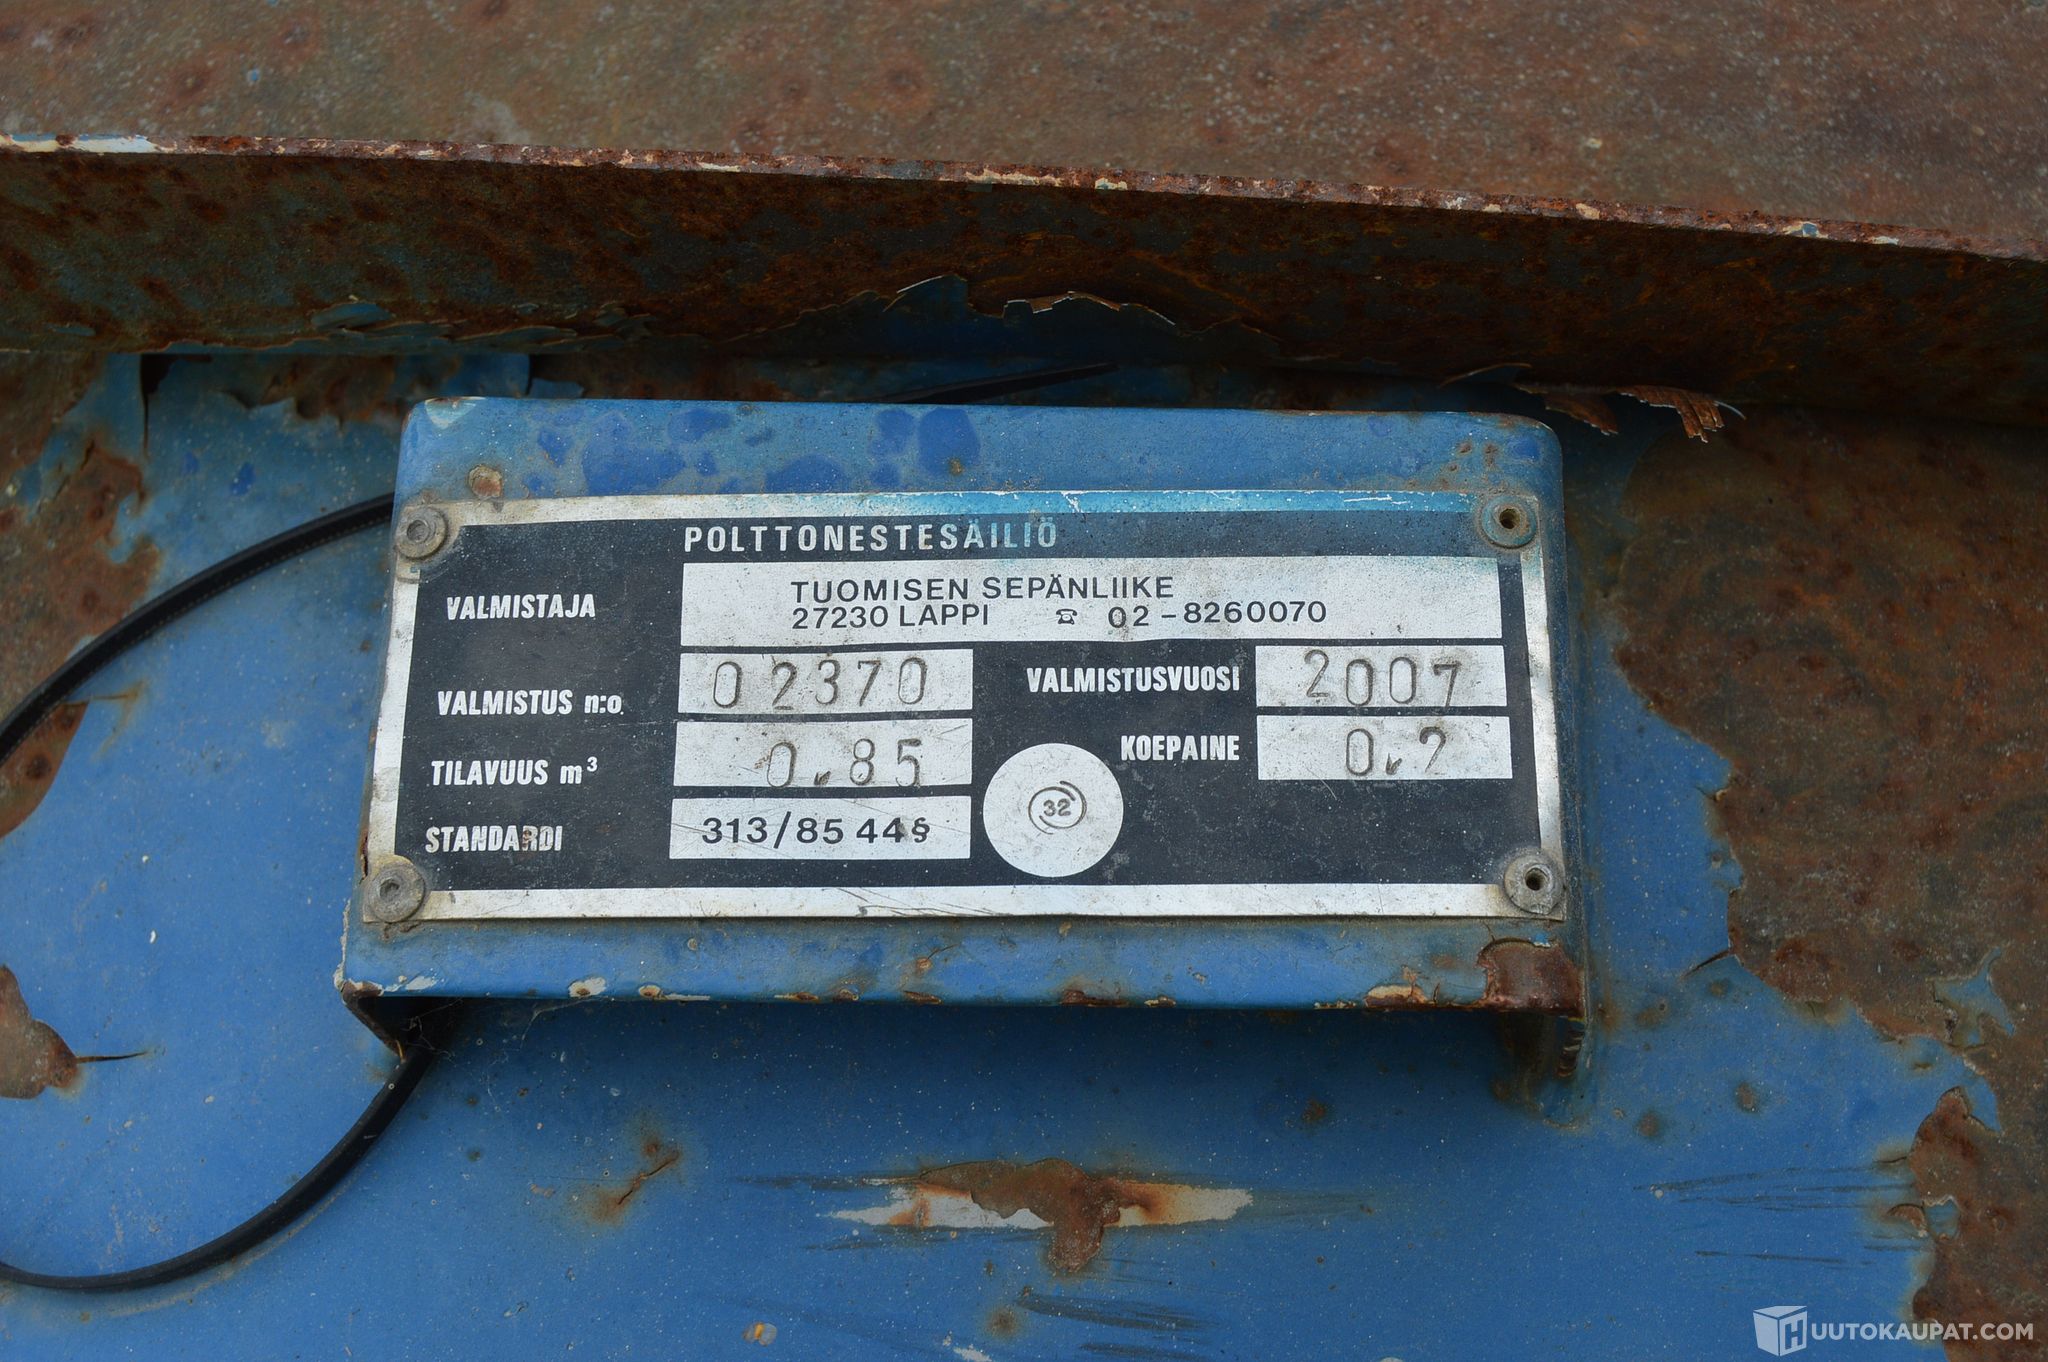 POLTTONESTESÄILIÖ
VALMISTAJA
TUOMISEN SEPÄNLIIKE
27230 LAPPI ☎ 02-8260070
VALMISTUS n:o 02370 VALMISTUSVUOSI 2007
TILAVUUS m³ 0.85 KOEPAINE 0.2
STANDARDI 313/85 44§ 32
HUUTOKAUPAT.COM